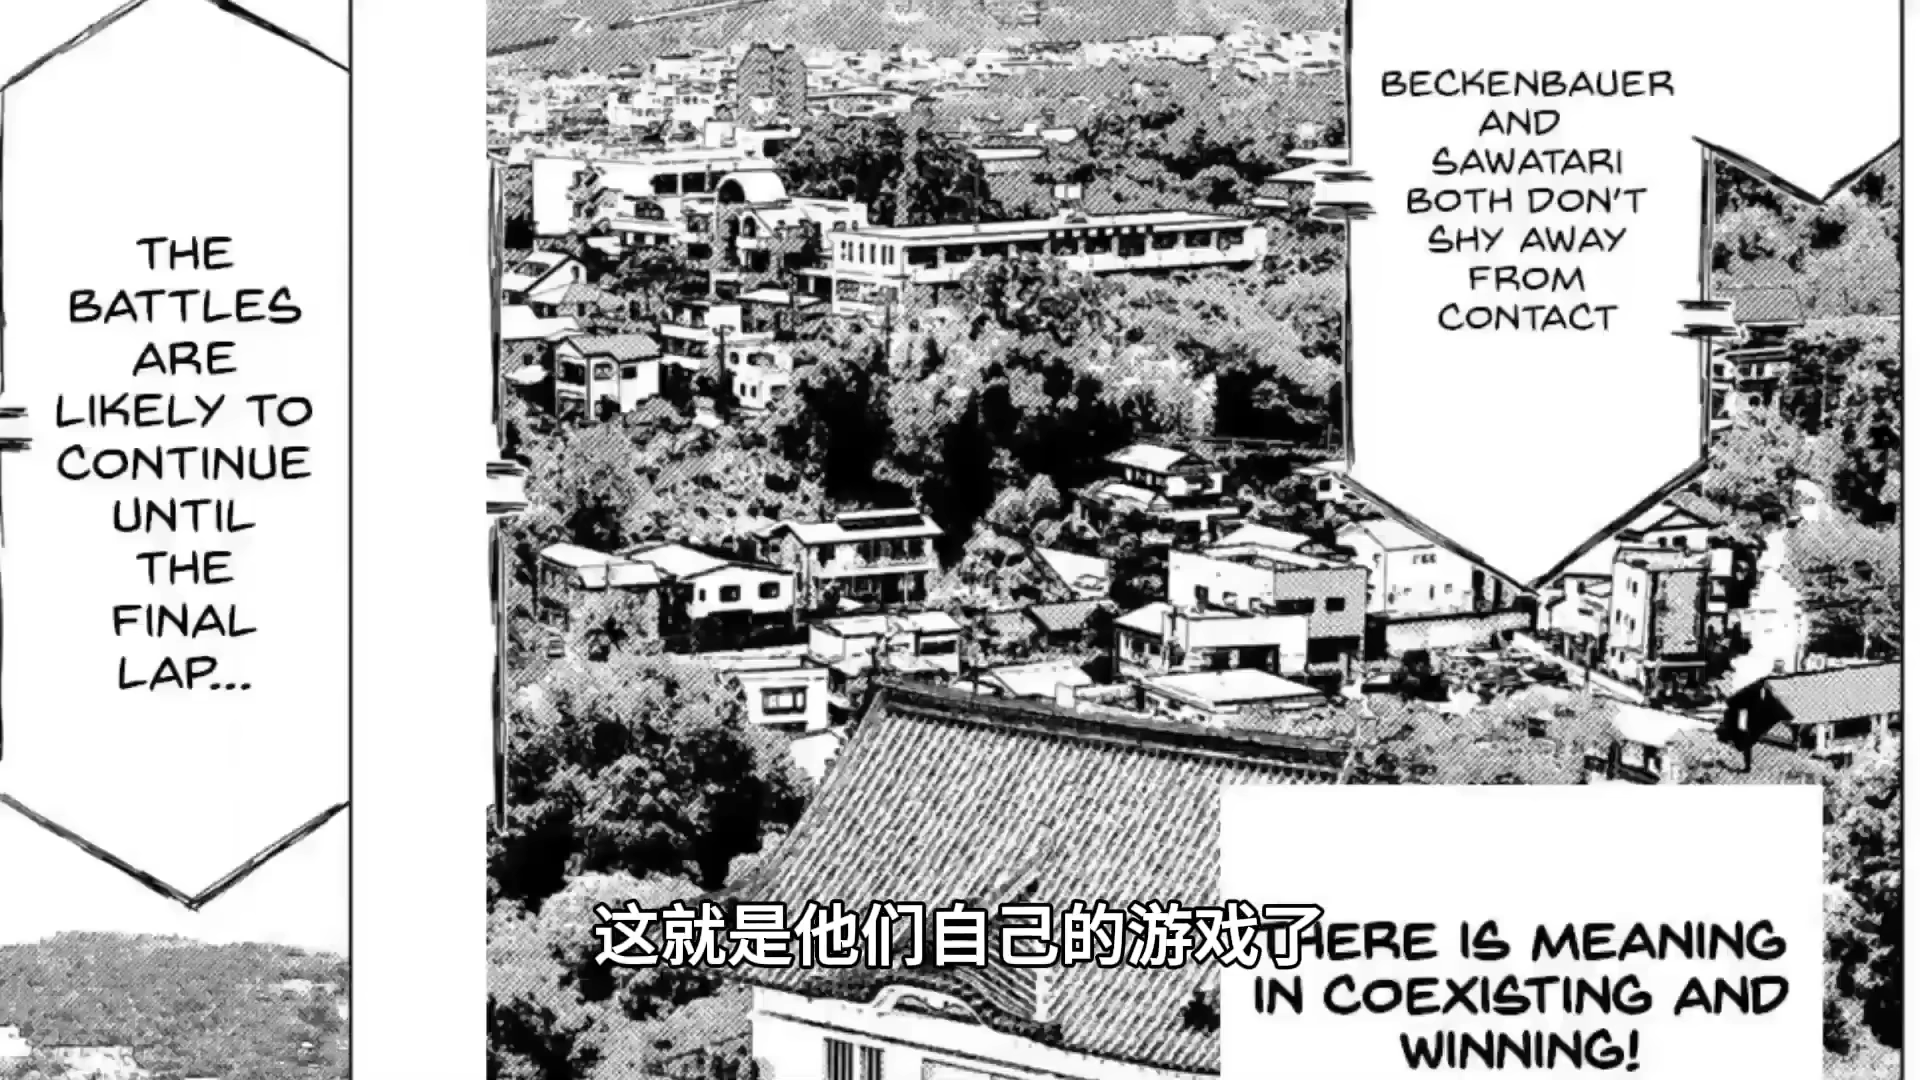 BECKENBAUER
AND
SAWATARI
BOTH DON'T
SHY AWAY
FROM
CONTACT
THE
BATTLES
ARE
LIKELY TO
CONTINUE
UNTIL
THE
FINAL
LAP...
这就是他们自己的游戏了
HERE IS MEANING
IN COEXISTING AND
WINNING!